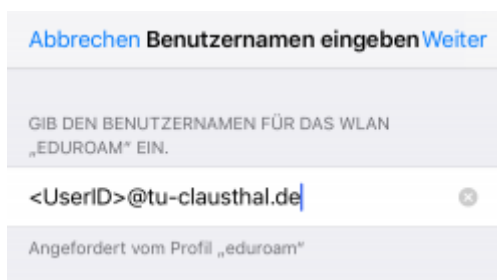 Abbrechen Benutzernamen eingeben Weiter
GIB DEN BENUTZERNAMEN FÜR DAS WLAN
„EDUROAM“ EIN.
<UserID>@tu-clausthal.de
Angefordert vom Profil „eduroam“